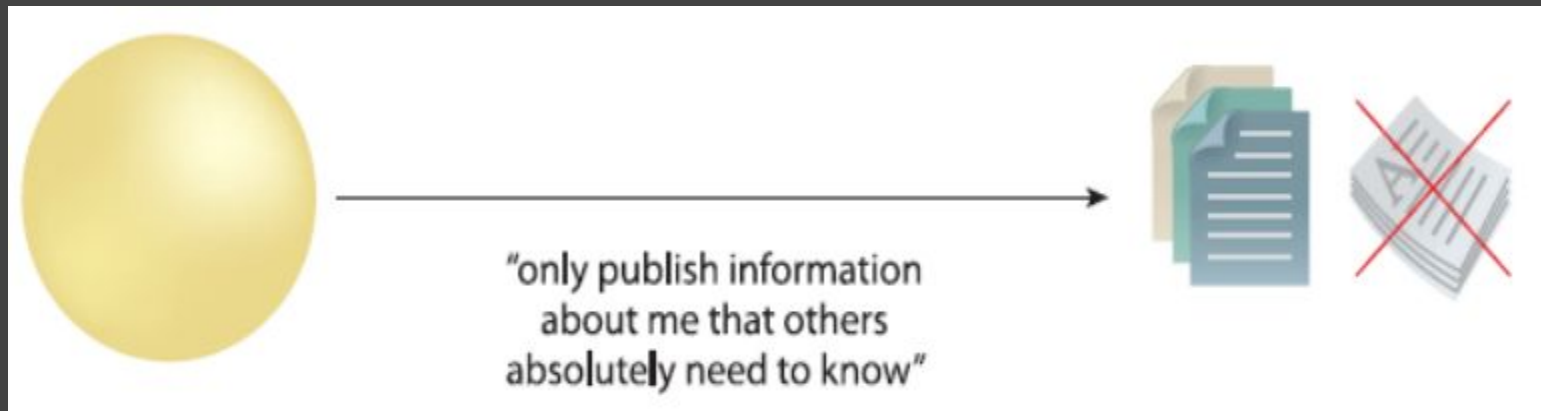 "only publish information
about me that others
absolutely need to know"
A